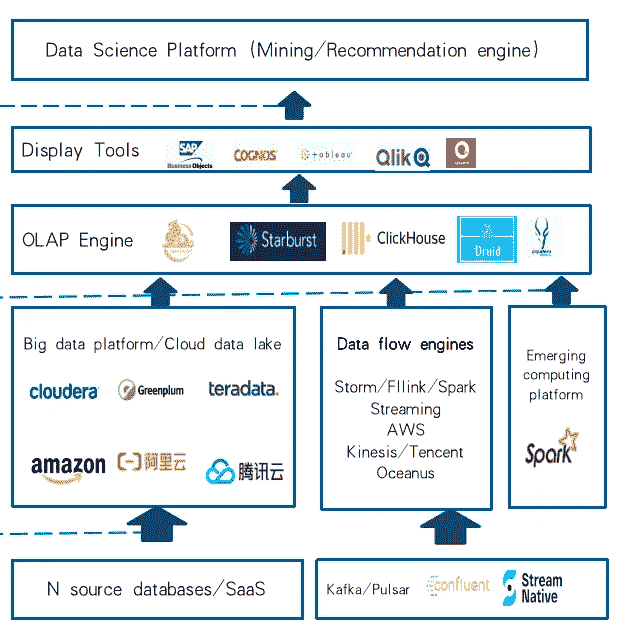 Data Science Platform (Mining/Recommendation engine)
Display Tools
SAP
Business Objects
COGNOS
+ableau
Qlik
OLAP Engine
Starburst
ClickHouse
Druid
Big data platform/Cloud data lake
cloudera
Greenplum
teradata.
amazon
阿里云
腾讯云
Data flow engines
Storm/FIlink/Spark
Streaming
AWS
Kinesis/Tencent
Oceanus
Emerging
computing
platform
Spark
N source databases/SaaS
Kafka/Pulsar
confluent
Stream
Native